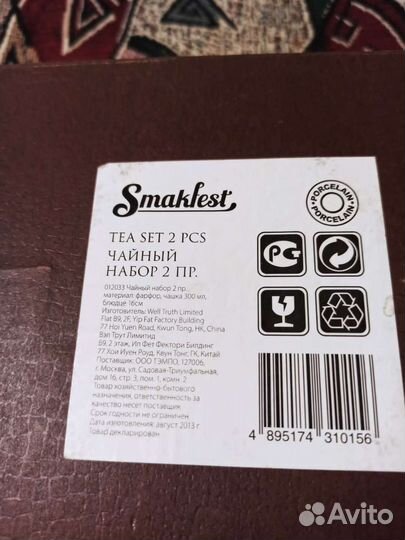 Smakfest
PORCELAIN • PORCELAIN •
TEA SET 2 PCS
ЧАЙНЫЙ
НАБОР 2 ПР.
012033 Чайный набор 2 пр.
материал: фарфор, чашка 300 мл,
блюдце 16см
Изготовитель: Well Truth Limited
Flat B9, 2F, Yip Fat Factory Building
77 Hoi Yuen Road, Kwun Tong, HK, China
Вэл Трут Лимитид
Б9, 2 этаж, Ип Фет Фектори Билдинг
77 Хои Иуен Роуд, Квун Тонг, ГК, Китай
Поставщик: ООО ТЭМПО, 127006,
г. Москва, ул. Садовая-Триумфальная,
дом 16, стр. 3, пом. 1, комн. 2
Товар хозяйственно-бытового
назначения, ответственность за
качество несет поставщик.
Срок годности не ограничен
Дата изготовления: август 2013 г.
Товар декларирован
РС
4 895174 310156
Avito